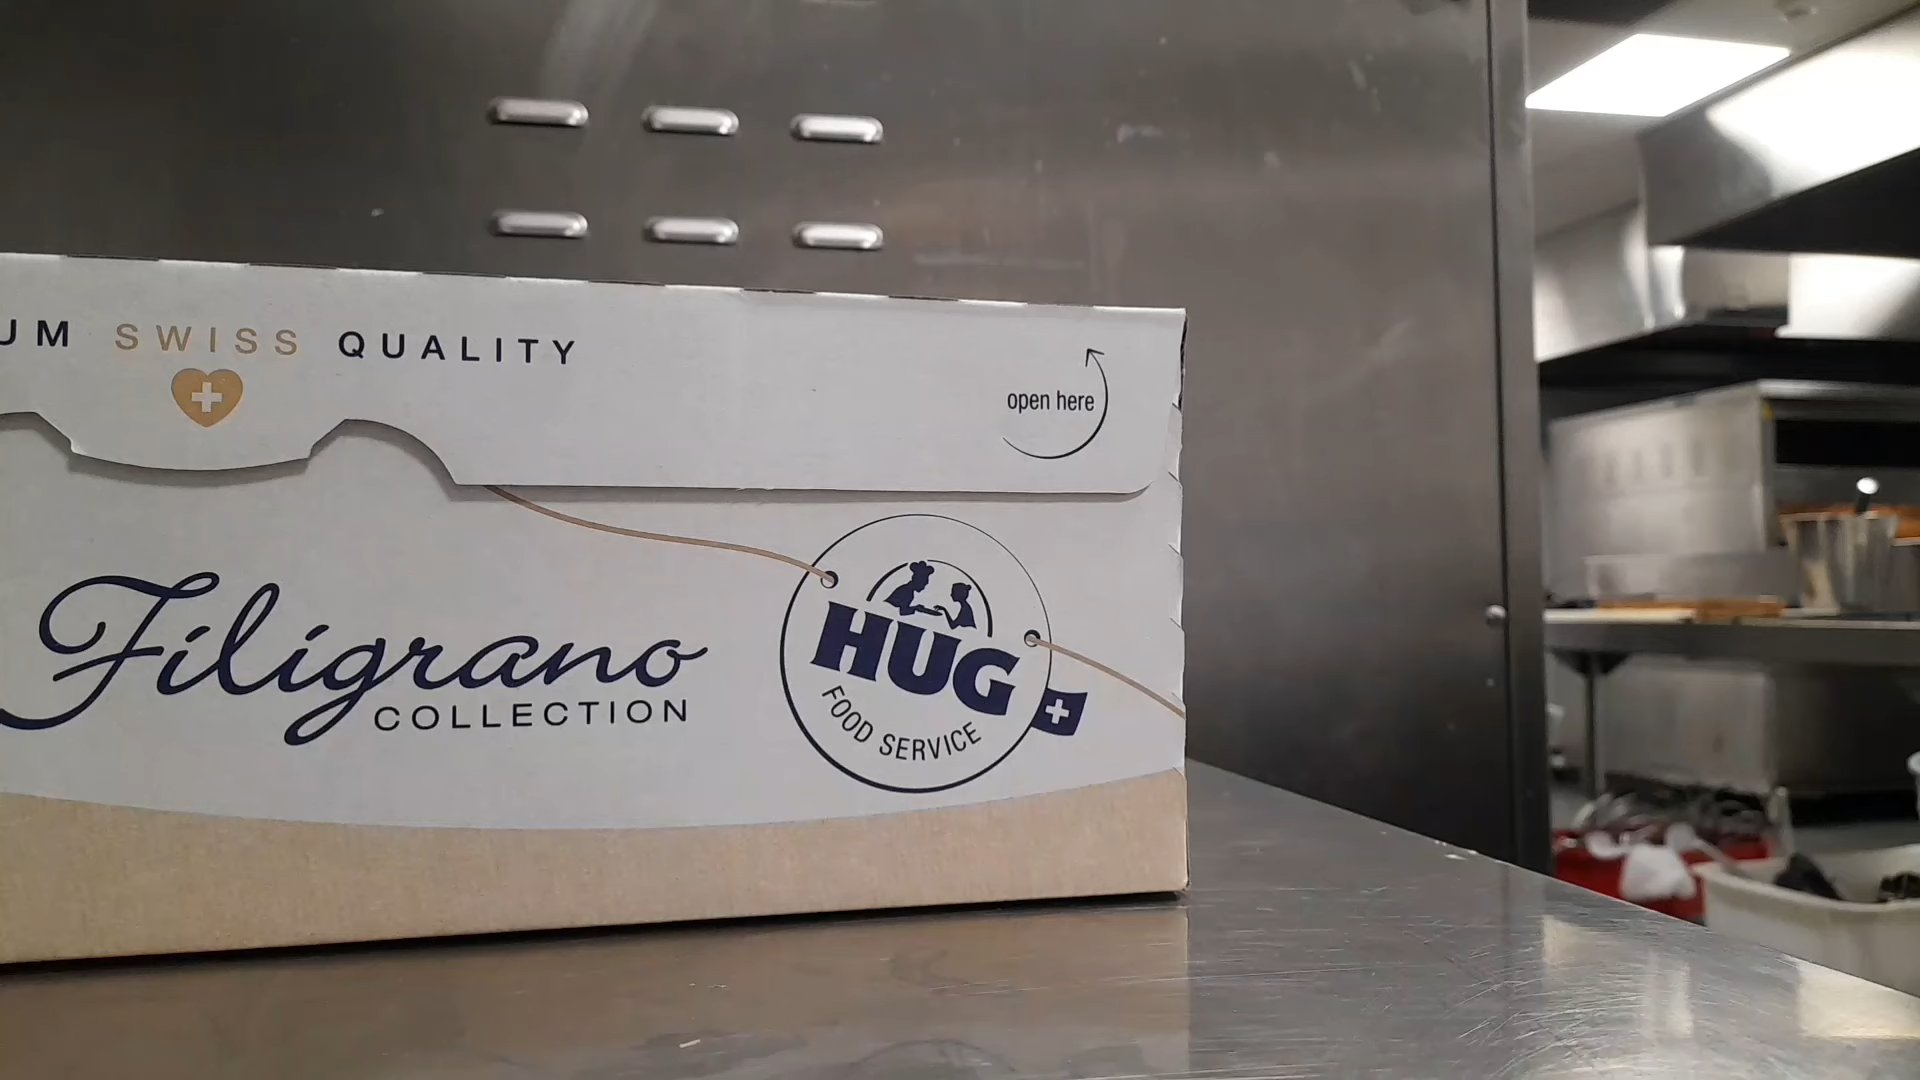 UM SWISS QUALITY
open here
Filigrano
COLLECTION
HUG
FOOD SERVICE